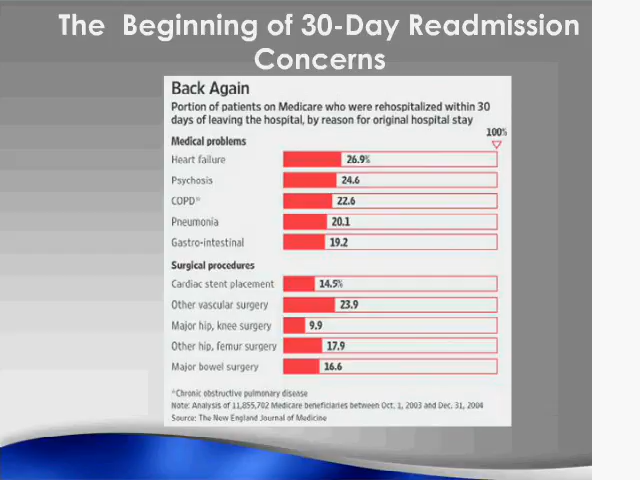 The Beginning of 30-Day Readmission
Concerns
Back Again
Portion of patients on Medicare who were rehospitalized within 30
days of leaving the hospital, by reason for original hospital stay
100%
Medical problems
Heart failure 26.9%
Psychosis 24.6
COPD* 22.6
Pneumonia 20.1
Gastro-intestinal 19.2
Surgical procedures
Cardiac stent placement 14.5%
Other vascular surgery 23.9
Major hip, knee surgery 9.9
Other hip, femur surgery 17.9
Major bowel surgery 16.6
*Chronic obstructive pulmonary disease
Note: Analysis of 11,855,702 Medicare beneficiaries between Oct. 1, 2003 and Dec. 31, 2004
Source: The New England Journal of Medicine